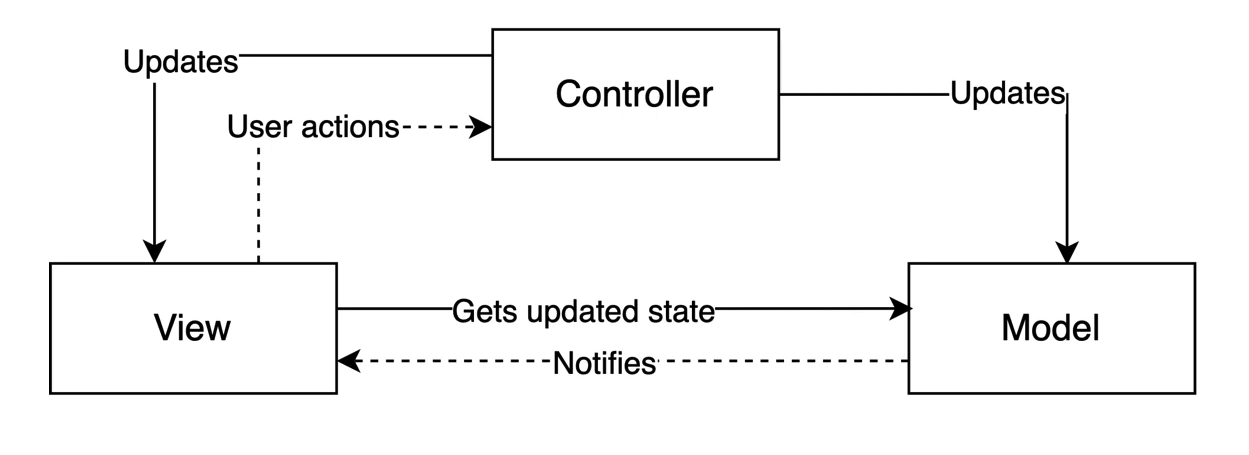 Updates
Controller
Updates
User actions
View
Gets updated state
Model
Notifies